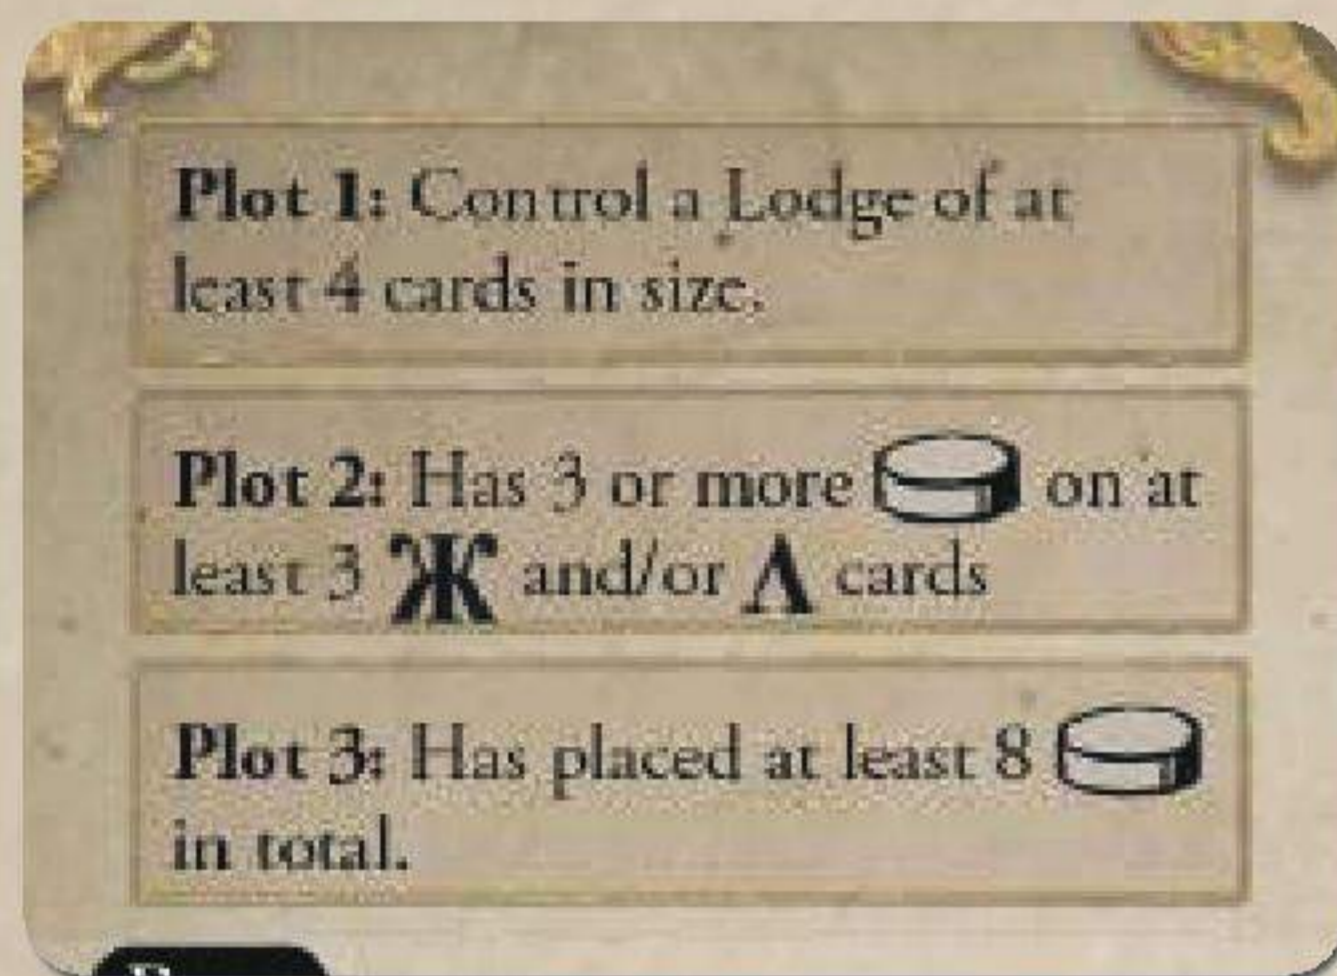 Plot 1: Control a Lodge of at
least 4 cards in size.
Plot 2: Has 3 or more on at
least 3 Ж and/or Λ cards
Plot 3: Has placed at least 8
in total.